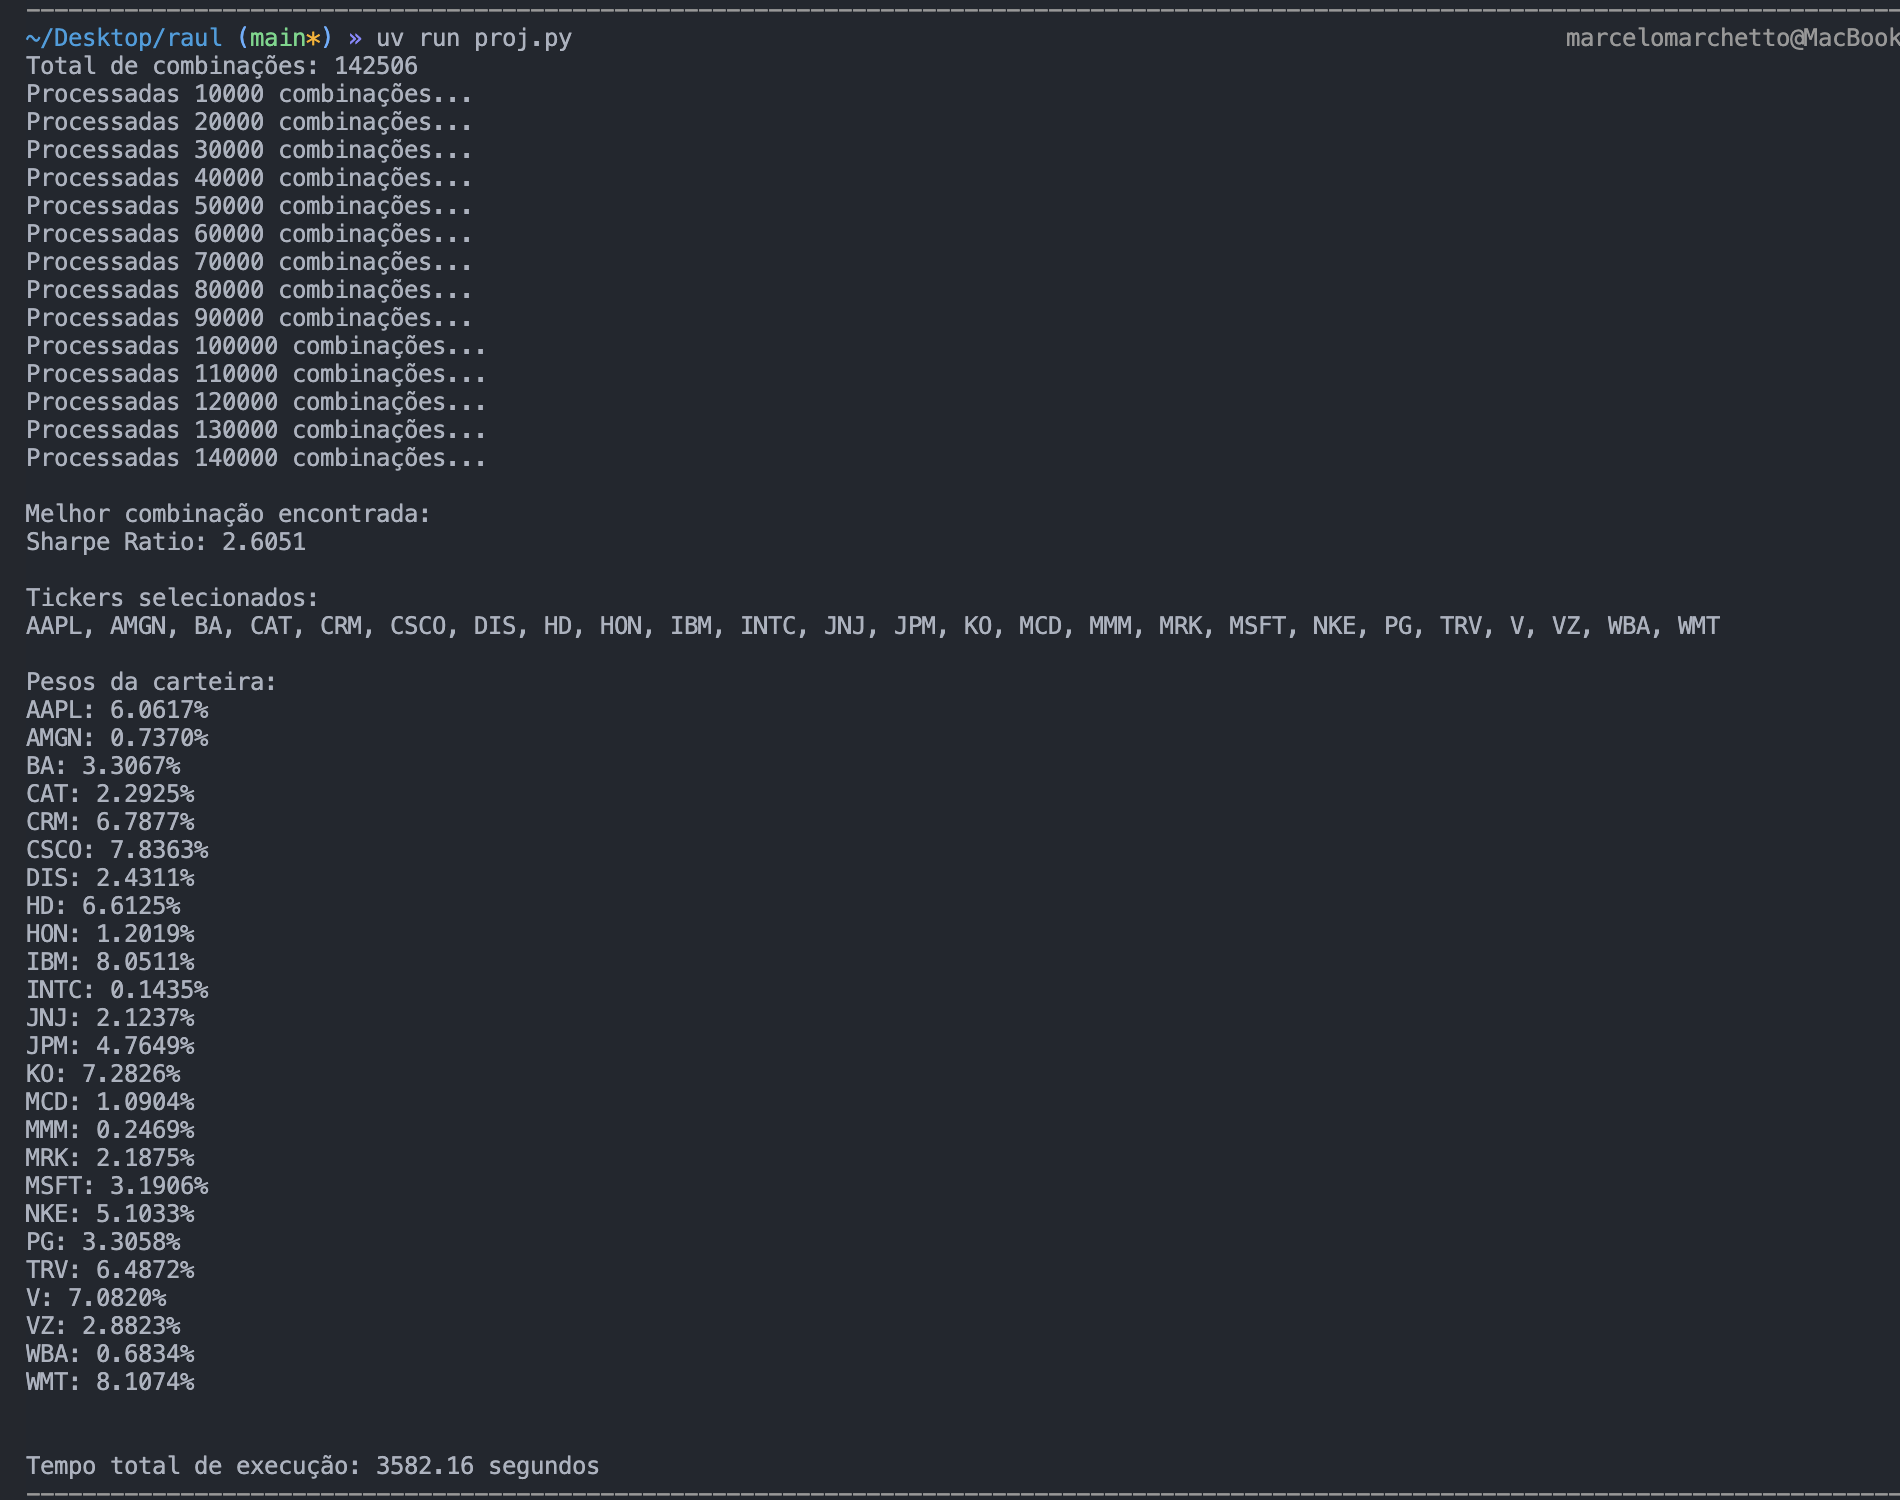 ~/Desktop/raul (main*) » uv run proj.py marcelomarchetto@MacBook
Total de combinações: 142506
Processadas 10000 combinações...
Processadas 20000 combinações...
Processadas 30000 combinações...
Processadas 40000 combinações...
Processadas 50000 combinações...
Processadas 60000 combinações...
Processadas 70000 combinações...
Processadas 80000 combinações...
Processadas 90000 combinações...
Processadas 100000 combinações...
Processadas 110000 combinações...
Processadas 120000 combinações...
Processadas 130000 combinações...
Processadas 140000 combinações...
Melhor combinação encontrada:
Sharpe Ratio: 2.6051
Tickers selecionados:
AAPL, AMGN, BA, CAT, CRM, CSCO, DIS, HD, HON, IBM, INTC, JNJ, JPM, KO, MCD, MMM, MRK, MSFT, NKE, PG, TRV, V, VZ, WBA, WMT
Pesos da carteira:
AAPL: 6.0617%
AMGN: 0.7370%
BA: 3.3067%
CAT: 2.2925%
CRM: 6.7877%
CSCO: 7.8363%
DIS: 2.4311%
HD: 6.6125%
HON: 1.2019%
IBM: 8.0511%
INTC: 0.1435%
JNJ: 2.1237%
JPM: 4.7649%
KO: 7.2826%
MCD: 1.0904%
MMM: 0.2469%
MRK: 2.1875%
MSFT: 3.1906%
NKE: 5.1033%
PG: 3.3058%
TRV: 6.4872%
V: 7.0820%
VZ: 2.8823%
WBA: 0.6834%
WMT: 8.1074%
Tempo total de execução: 3582.16 segundos